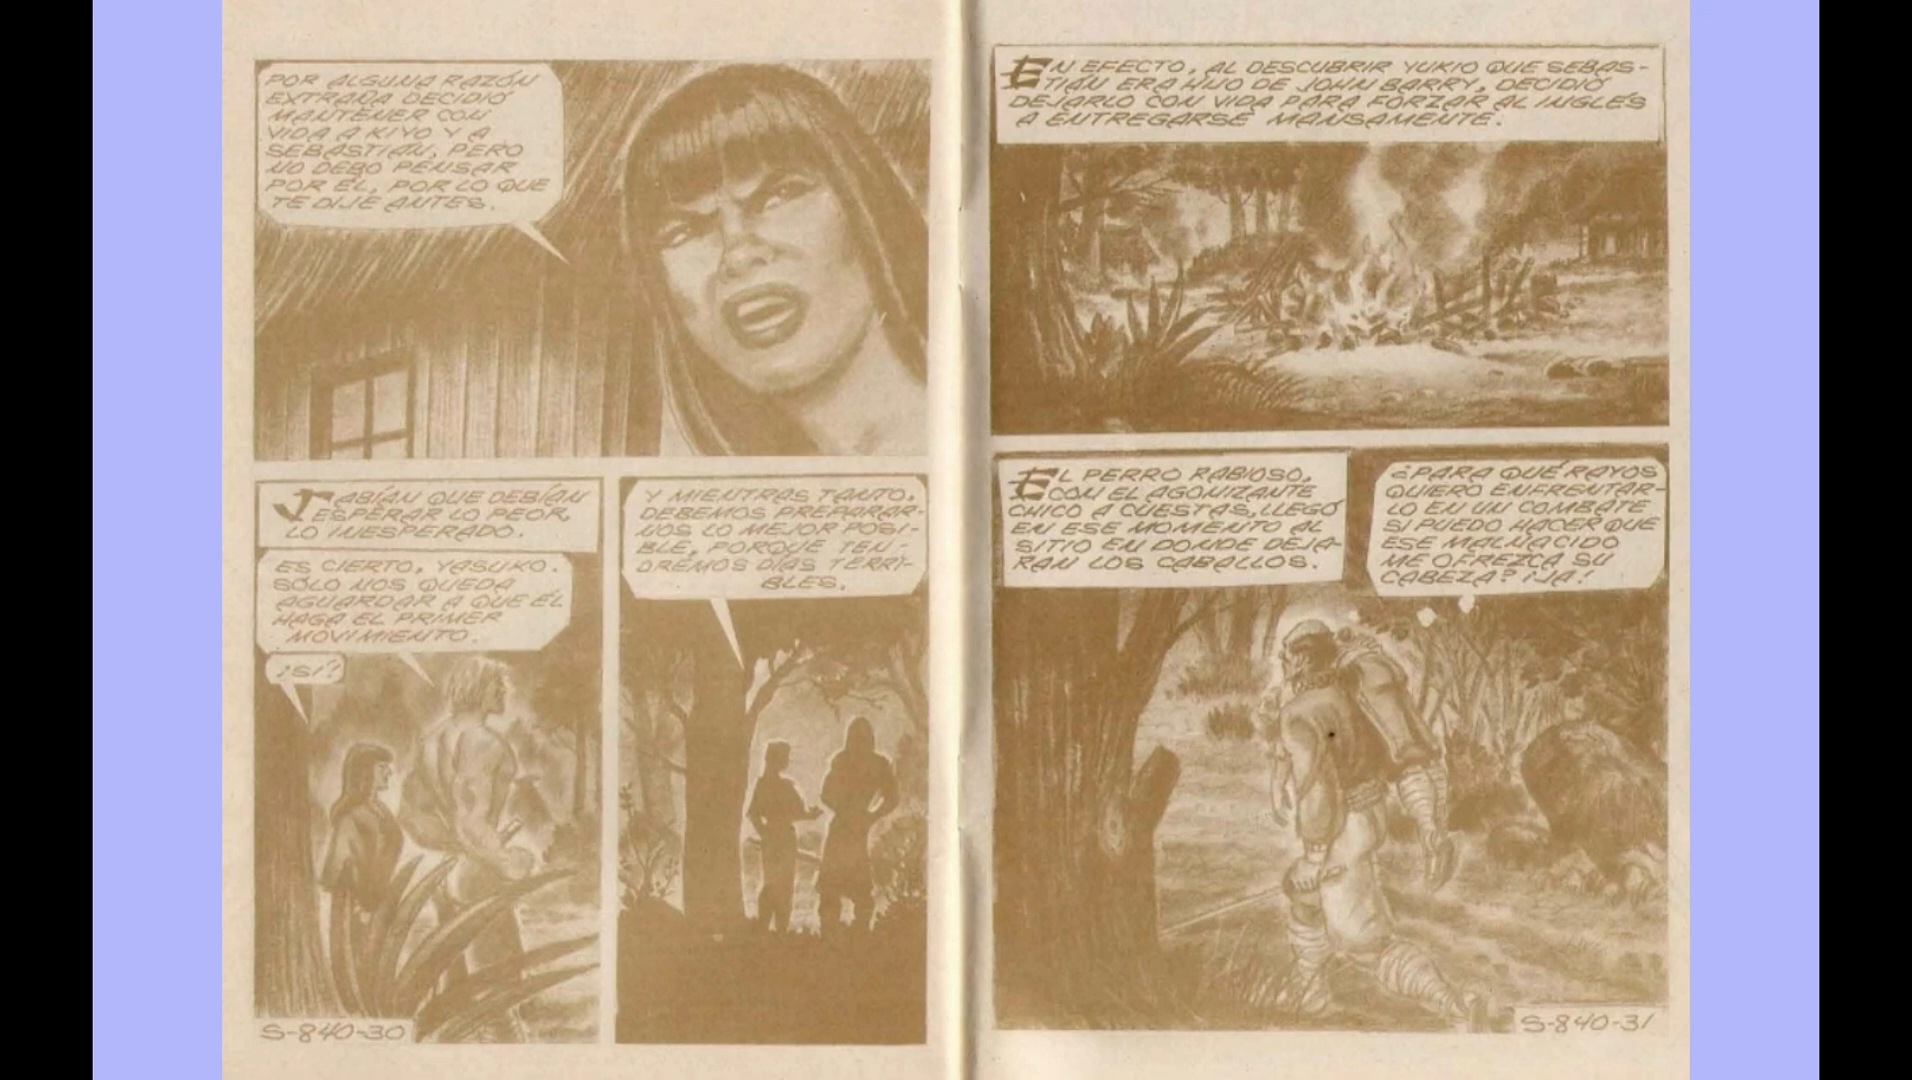 POR ALGUNA RAZÓN
EXTRAÑA DECIDIÓ
MANTENER CON
VIDA A KIYO Y A
SEBASTIÁN, PERO
NO DEBO PENSAR
POR ÉL, POR LO QUE
TE DIJE ANTES.
SABÍAN QUE DEBÍAN
ESPERAR LO PEOR,
LO INESPERADO.
ES CIERTO, YASUKO.
SÓLO NOS QUEDA
AGUARDAR A QUE ÉL
HAGA EL PRIMER
MOVIMIENTO.
¡SÍ!
Y MIENTRAS TANTO,
DEBEMOS PREPARAR-
NOS LO MEJOR POSI-
BLE, PORQUE TEN-
DREMOS DÍAS TERRI-
BLES.
S-840-30
EN EFECTO, AL DESCUBRIR YUKIO QUE SEBAS-
TIÁN ERA HIJO DE JOHN BARRY, DECIDIÓ
DEJARLO CON VIDA PARA FORZAR AL INGLÉS
A ENTREGARSE MANSAMENTE.
EL PERRO RABIOSO,
CON EL AGONIZANTE
CHICO A CUESTAS, LLEGÓ
EN ESE MOMENTO AL
SITIO EN DONDE DEJA-
RAN LOS CABALLOS.
¿PARA QUÉ RAYOS
QUIERO ENFRENTAR-
LO EN UN COMBATE
SI PUEDO HACER QUE
ESE MALNACIDO
ME OFREZCA SU
CABEZA? ¡JA!
S-840-31